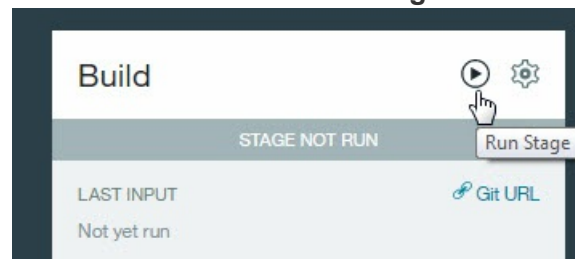 Build
STAGE NOT RUN
Run Stage
LAST INPUT
Git URL
Not yet run